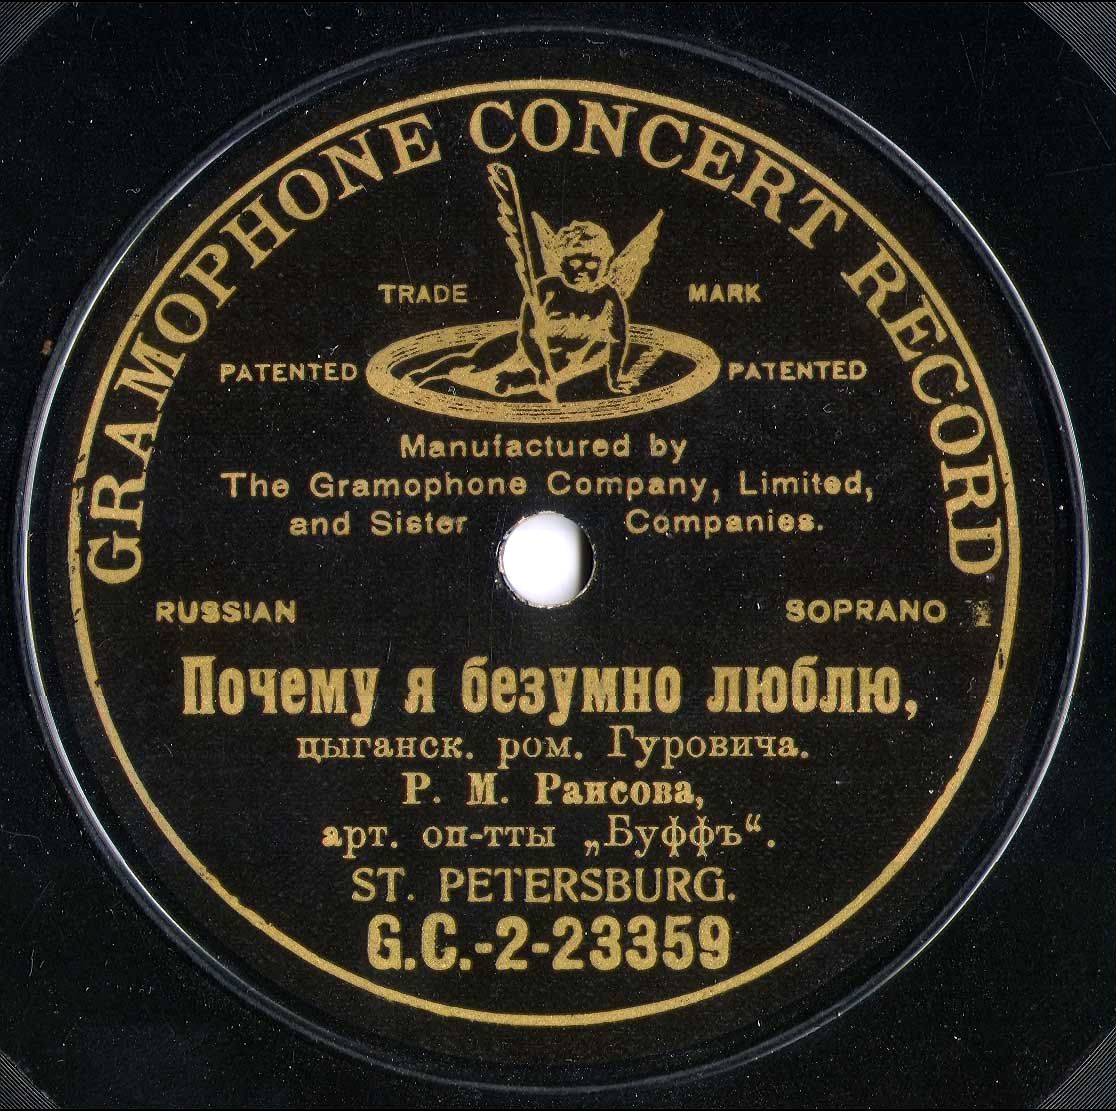 GRAMOPHONE CONCERT RECORD
TRADE MARK
PATENTED PATENTED
Manufactured by
The Gramophone Company, Limited,
and Sister Companies.
RUSSIAN SOPRANO
Почему я безумно люблю,
цыганск. ром. Гуровича.
Р. М. Раисова,
арт. оп-тты „Буффъ“.
ST. PETERSBURG.
G.C.-2-23359